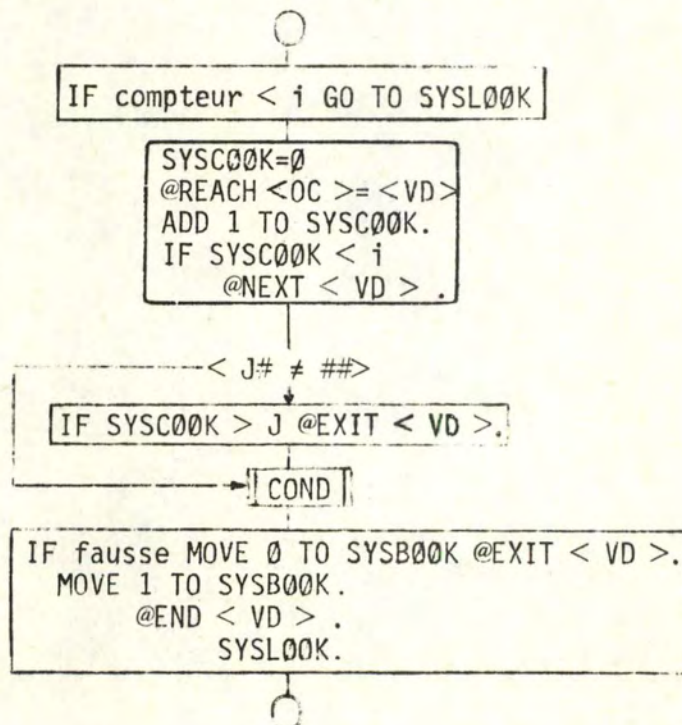 IF compteur < i GO TO SYSLØØK
SYSCØØK=Ø
@REACH <OC >= <VD>
ADD 1 TO SYSCØØK.
IF SYSCØØK < i
@NEXT < VD > .
< J# ≠ ##>
IF SYSCØØK > J @EXIT < VD >.
COND
IF fausse MOVE Ø TO SYSBØØK @EXIT < VD >.
MOVE 1 TO SYSBØØK.
@END < VD > .
SYSLØØK.